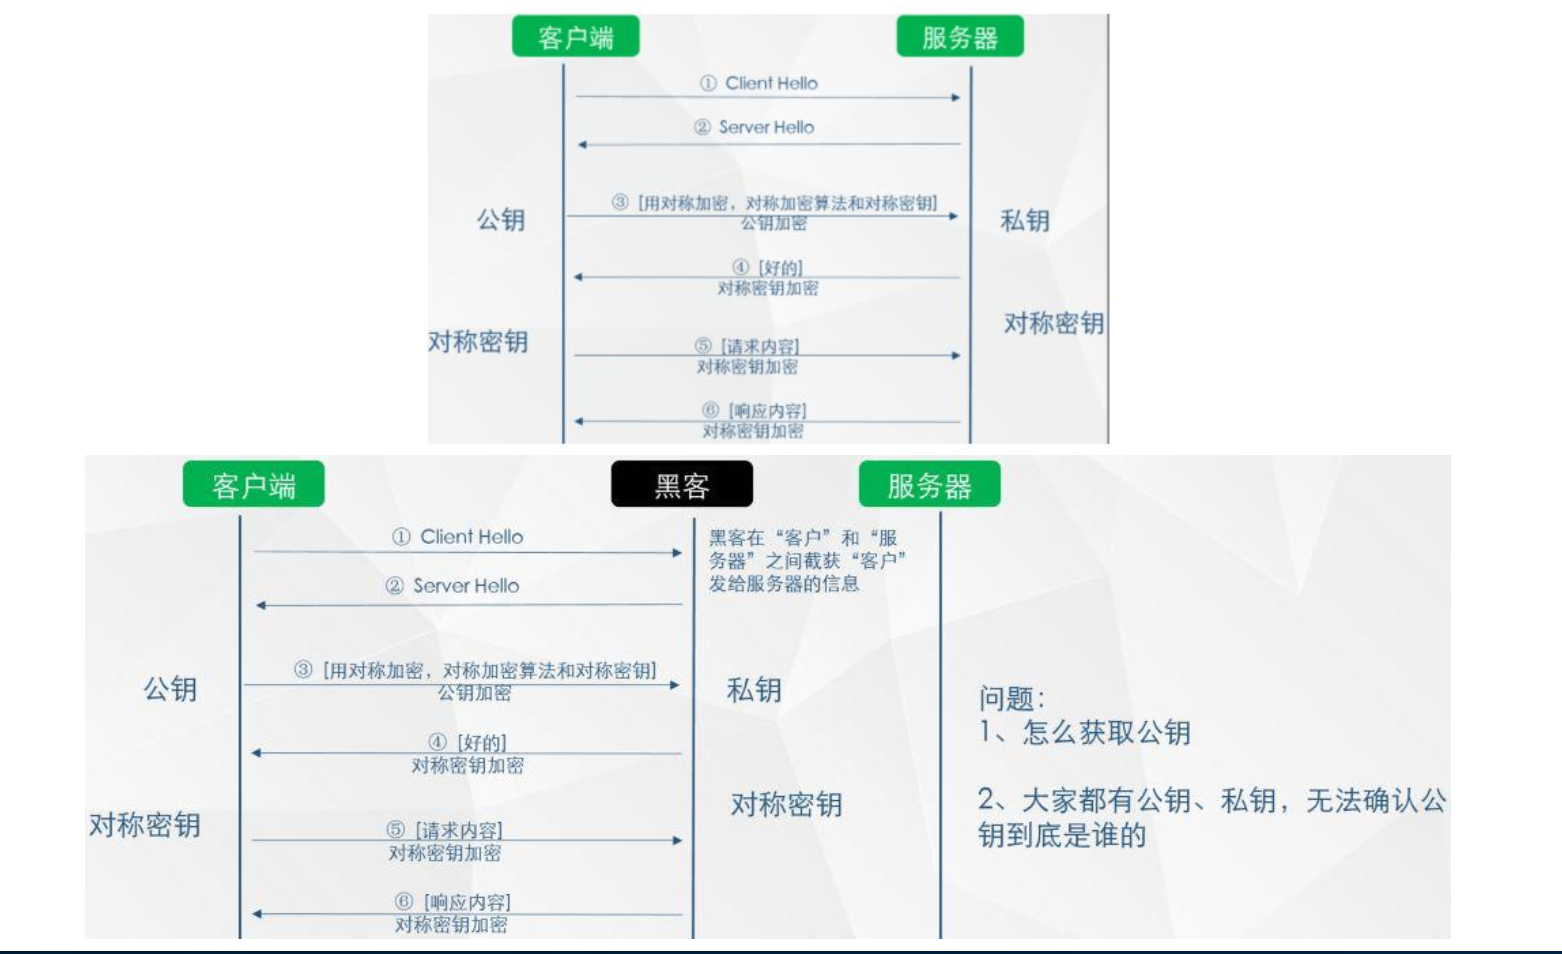 客户端
服务器
① Client Hello
② Server Hello
③ [用对称加密，对称加密算法和对称密钥]
公钥加密
公钥
私钥
④ [好的]
对称密钥加密
对称密钥
对称密钥
⑤ [请求内容]
对称密钥加密
⑥ [响应内容]
对称密钥加密
客户端
黑客
服务器
① Client Hello
黑客在“客户”和“服
务器”之间截获“客户”
发给服务器的信息
② Server Hello
③ [用对称加密，对称加密算法和对称密钥]
公钥加密
公钥
私钥
④ [好的]
对称密钥加密
对称密钥
对称密钥
⑤ [请求内容]
对称密钥加密
⑥ [响应内容]
对称密钥加密
问题：
1、怎么获取公钥
2、大家都有公钥、私钥，无法确认公
钥到底是谁的